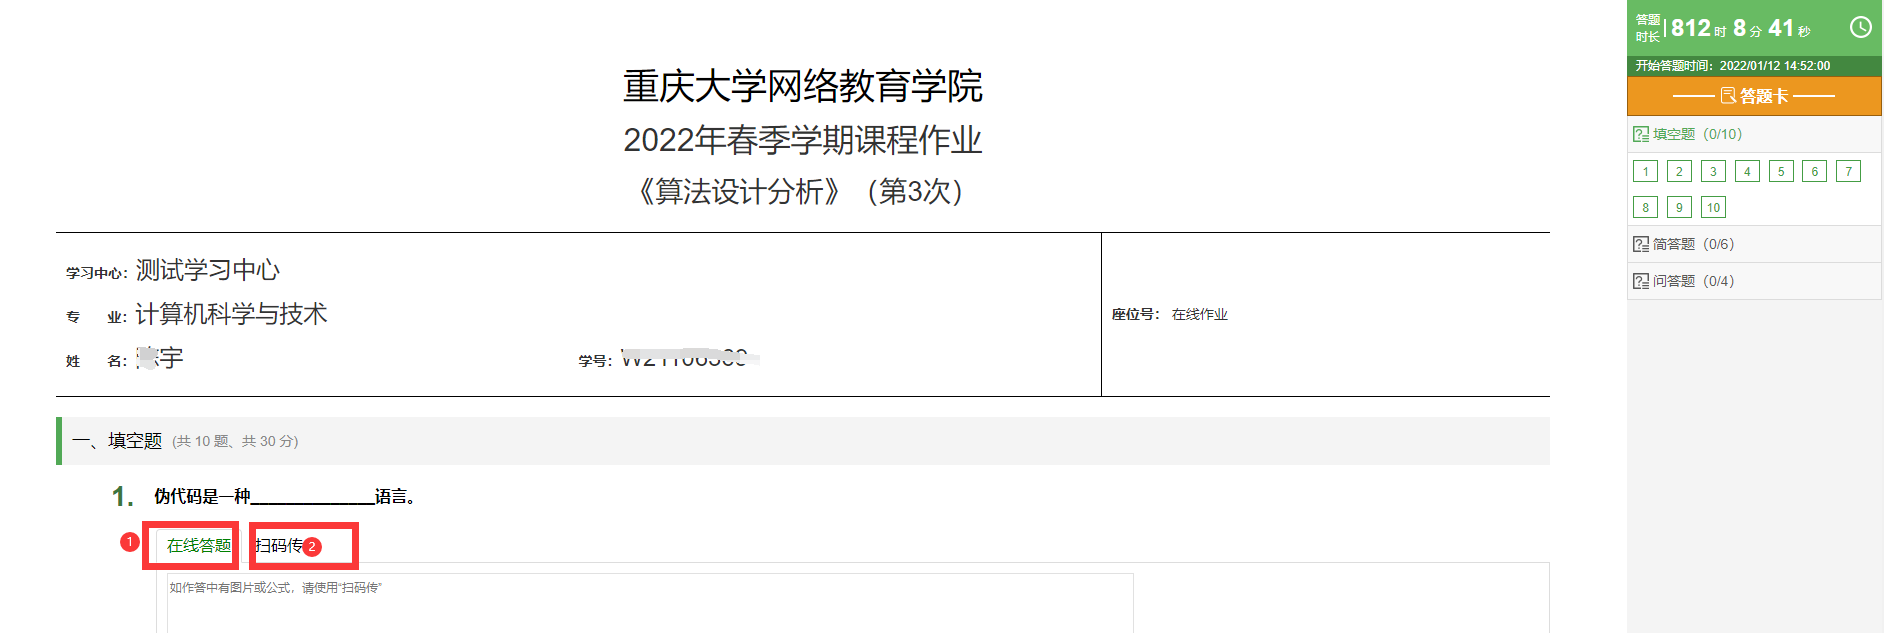 重庆大学网络教育学院
2022年春季学期课程作业
《算法设计分析》（第3次）
学习中心： 测试学习中心
专 业： 计算机科学与技术
姓 名： 宇
学号：
座位号： 在线作业
一、填空题 (共 10 题、共 30 分)
1. 伪代码是一种______________语言。
1 在线答题 扫码传 2
如作答中有图片或公式，请使用“扫码传”
答题时长 812 时 8 分 41 秒
开始答题时间：2022/01/12 14:52:00
答题卡
填空题（0/10）
1 2 3 4 5 6 7
8 9 10
简答题（0/6）
问答题（0/4）